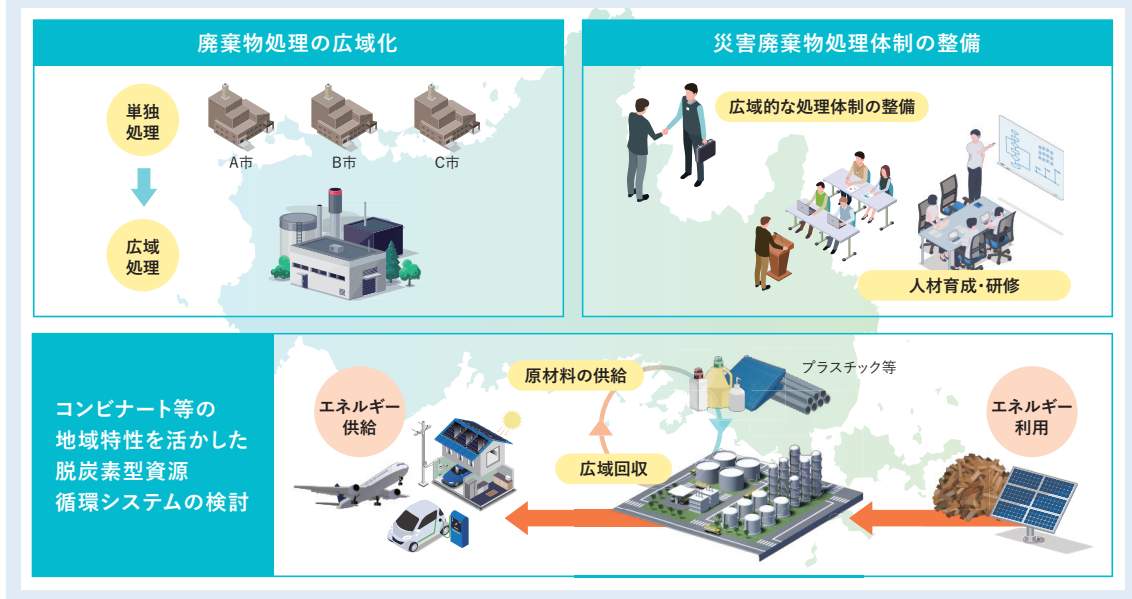 廃棄物処理の広域化
単独
処理
A市
B市
C市
広域
処理
災害廃棄物処理体制の整備
広域的な処理体制の整備
人材育成・研修
コンビナート等の
地域特性を活かした
脱炭素型資源
循環システムの検討
エネルギー
供給
原材料の供給
広域回収
プラスチック等
エネルギー
利用